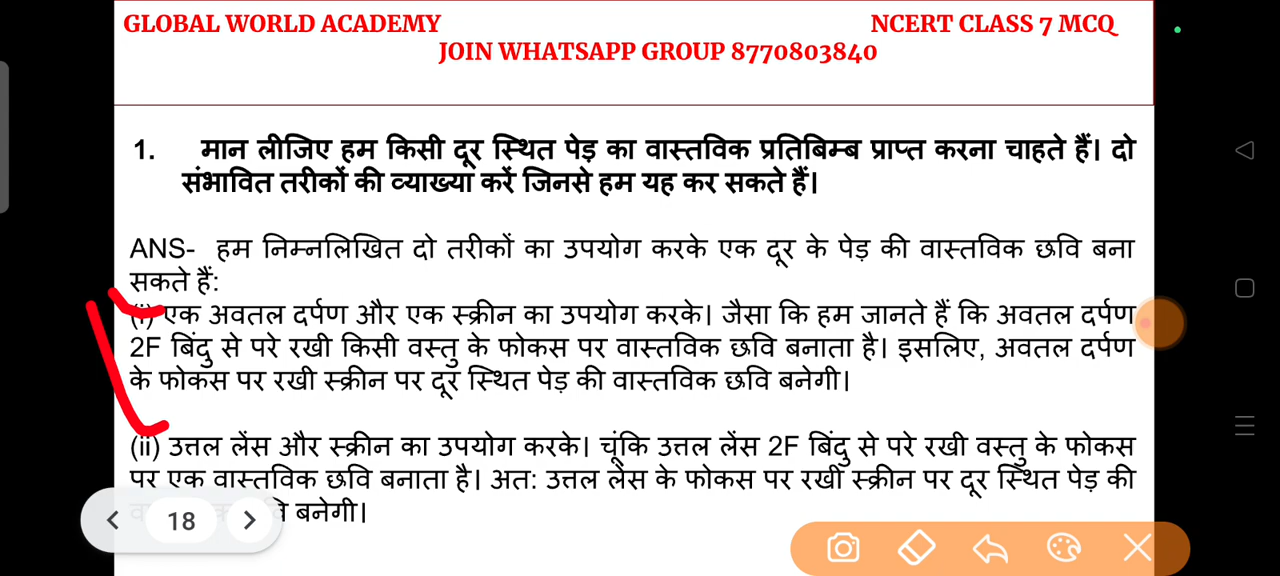 GLOBAL WORLD ACADEMY NCERT CLASS 7 MCQ
JOIN WHATSAPP GROUP 8770803840
1. मान लीजिए हम किसी दूर स्थित पेड़ का वास्तविक प्रतिबिम्ब प्राप्त करना चाहते हैं। दो
संभावित तरीकों की व्याख्या करें जिनसे हम यह कर सकते हैं।
ANS- हम निम्नलिखित दो तरीकों का उपयोग करके एक दूर के पेड़ की वास्तविक छवि बना
सकते हैं:
(i) एक अवतल दर्पण और एक स्क्रीन का उपयोग करके। जैसा कि हम जानते हैं कि अवतल दर्पण
2F बिंदु से परे रखी किसी वस्तु के फोकस पर वास्तविक छवि बनाता है। इसलिए, अवतल दर्पण
के फोकस पर रखी स्क्रीन पर दूर स्थित पेड़ की वास्तविक छवि बनेगी।
(ii) उत्तल लेंस और स्क्रीन का उपयोग करके। चूंकि उत्तल लेंस 2F बिंदु से परे रखी वस्तु के फोकस
पर एक वास्तविक छवि बनाता है। अत: उत्तल लेंस के फोकस पर रखी स्क्रीन पर दूर स्थित पेड़ की
बनेगी।
18